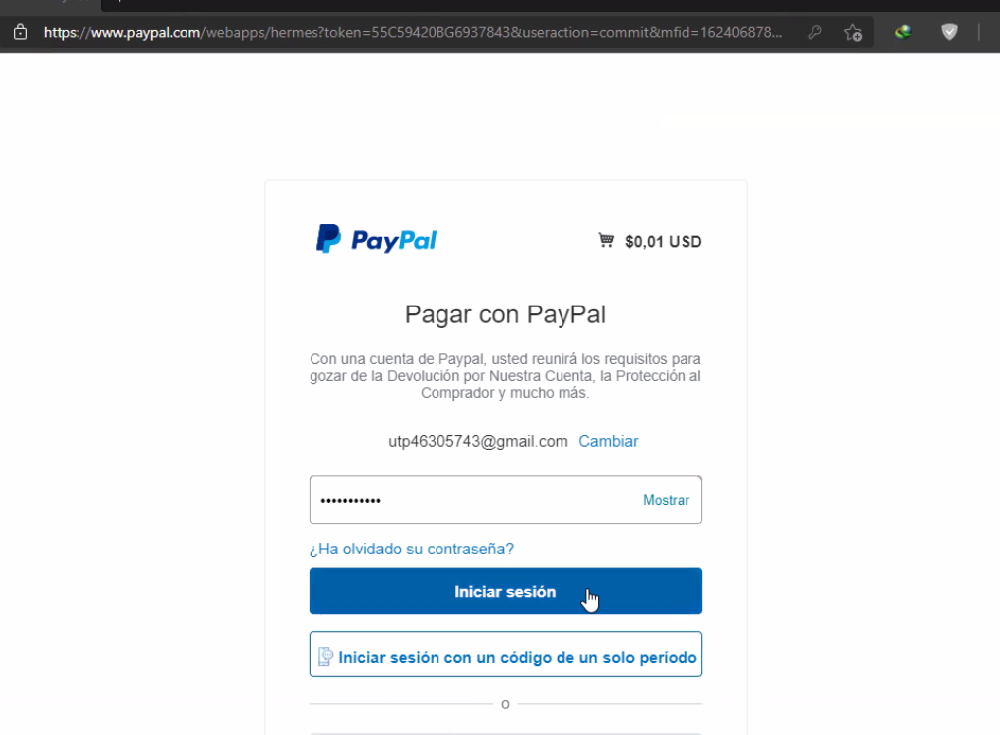 https://www.paypal.com/webapps/hermes?token=55C59420BG6937843&useraction=commit&mfid=162406878...
PayPal
$0,01 USD
Pagar con PayPal
Con una cuenta de Paypal, usted reunirá los requisitos para
gozar de la Devolución por Nuestra Cuenta, la Protección al
Comprador y mucho más.
utp46305743@gmail.com Cambiar
••••••••••• Mostrar
¿Ha olvidado su contraseña?
Iniciar sesión
Iniciar sesión con un código de un solo período
o